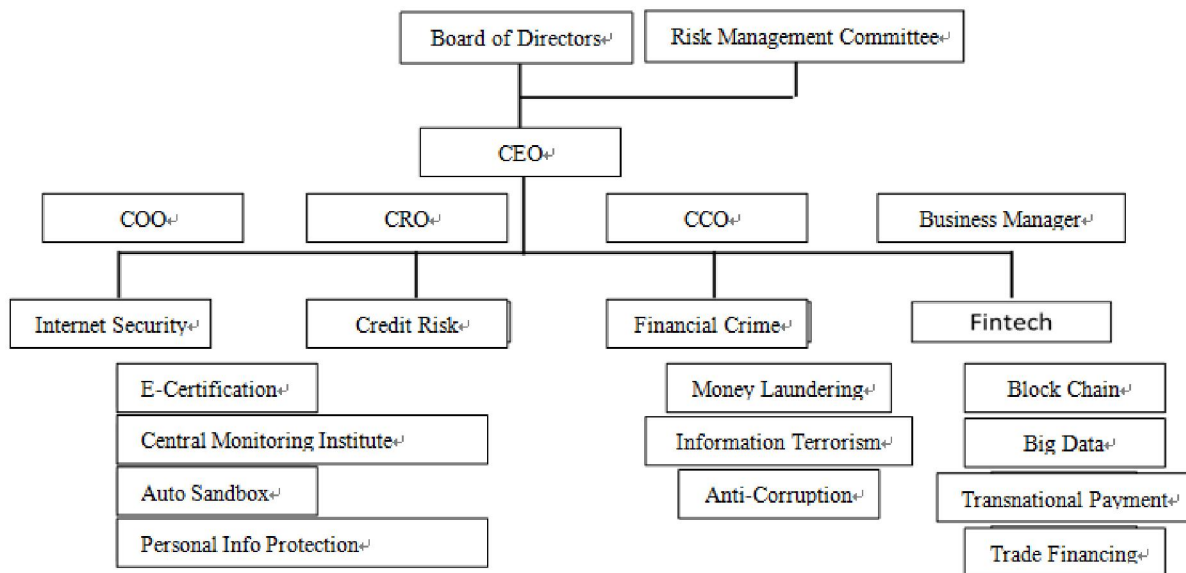 Board of Directors↵
Risk Management Committee↵
CEO↵
COO↵
CRO↵
CCO↵
Business Manager↵
Internet Security↵
Credit Risk↵
Financial Crime↵
Fintech
E-Certification↵
Central Monitoring Institute↵
Auto Sandbox↵
Personal Info Protection↵
Money Laundering↵
Information Terrorism↵
Anti-Corruption↵
Block Chain↵
Big Data↵
Transnational Payment↵
Trade Financing↵